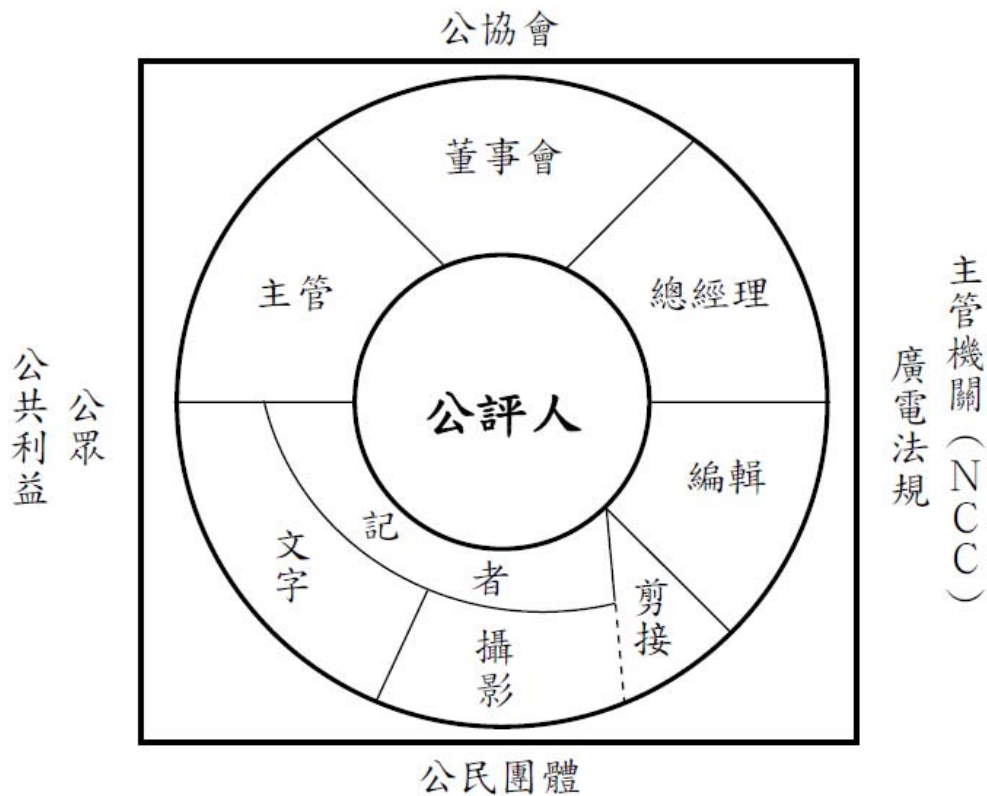 公協會
董事會
主管
總經理
公評人
編輯
記者
文字
攝影
剪接
公眾
公共利益
主管機關（NCC）
廣電法規
公民團體